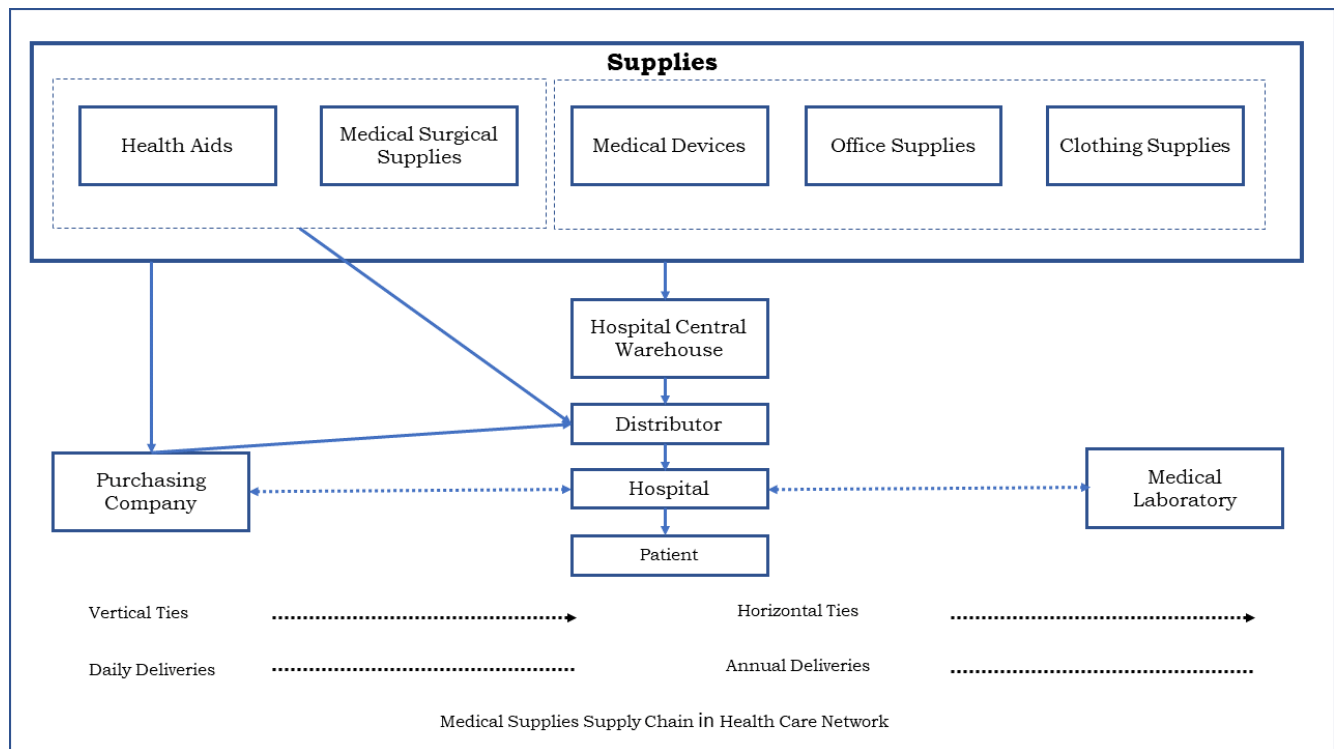 Supplies
Health Aids
Medical Surgical
Supplies
Medical Devices
Office Supplies
Clothing Supplies
Hospital Central
Warehouse
Distributor
Purchasing
Company
Hospital
Medical
Laboratory
Patient
Vertical Ties
Horizontal Ties
Daily Deliveries
Annual Deliveries
Medical Supplies Supply Chain in Health Care Network